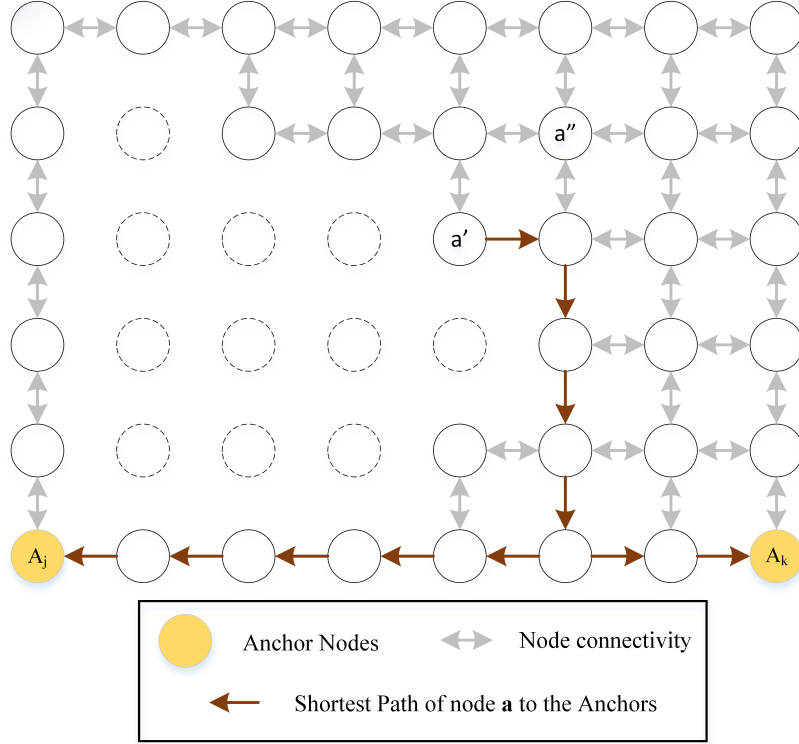 a″
a′
Aj
Ak
Anchor Nodes
Node connectivity
Shortest Path of node a to the Anchors